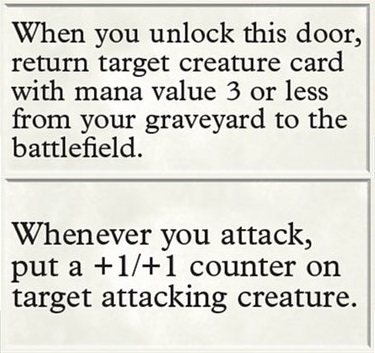 When you unlock this door,
return target creature card
with mana value 3 or less
from your graveyard to the
battlefield.
Whenever you attack,
put a +1/+1 counter on
target attacking creature.